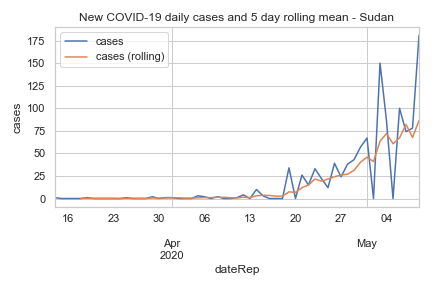 New COVID-19 daily cases and 5 day rolling mean - Sudan
cases
cases (rolling)
175
150
125
100
75
50
25
0
cases
16 23 30 06 13 20 27 04
Apr May
2020
dateRep